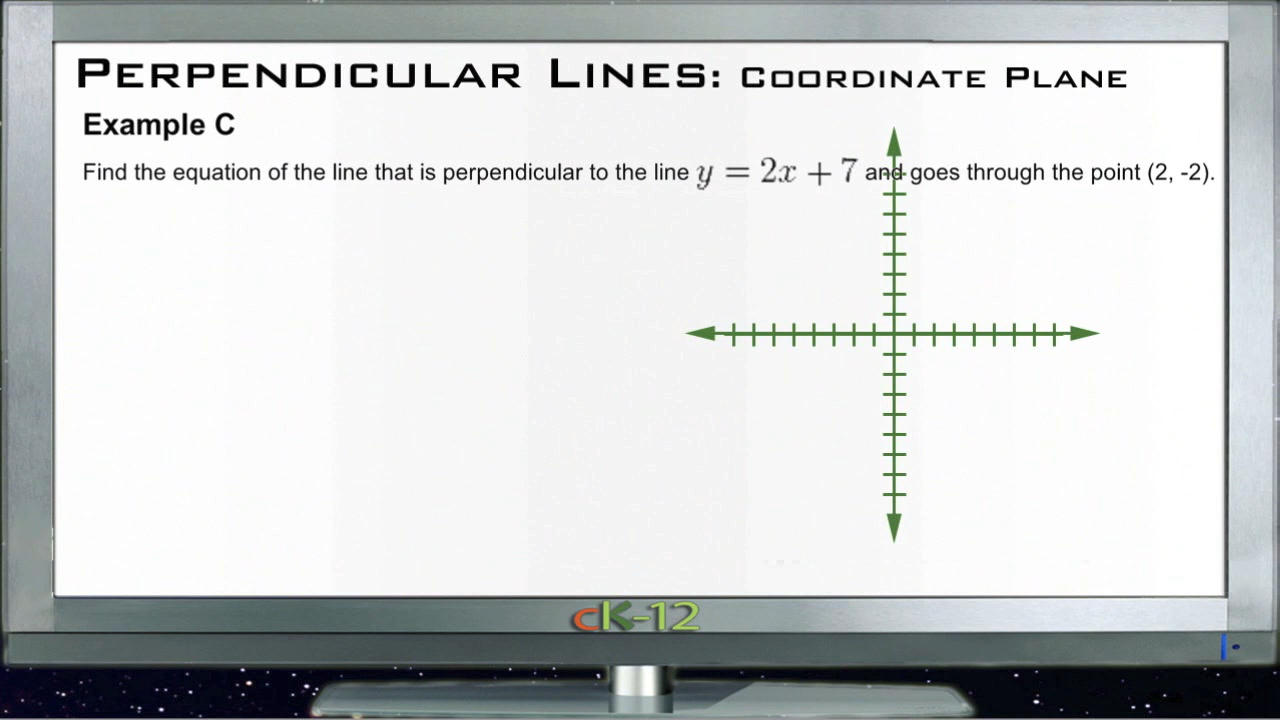 PERPENDICULAR LINES: COORDINATE PLANE
Example C
Find the equation of the line that is perpendicular to the line y = 2x + 7 and goes through the point (2, -2).
cK-12